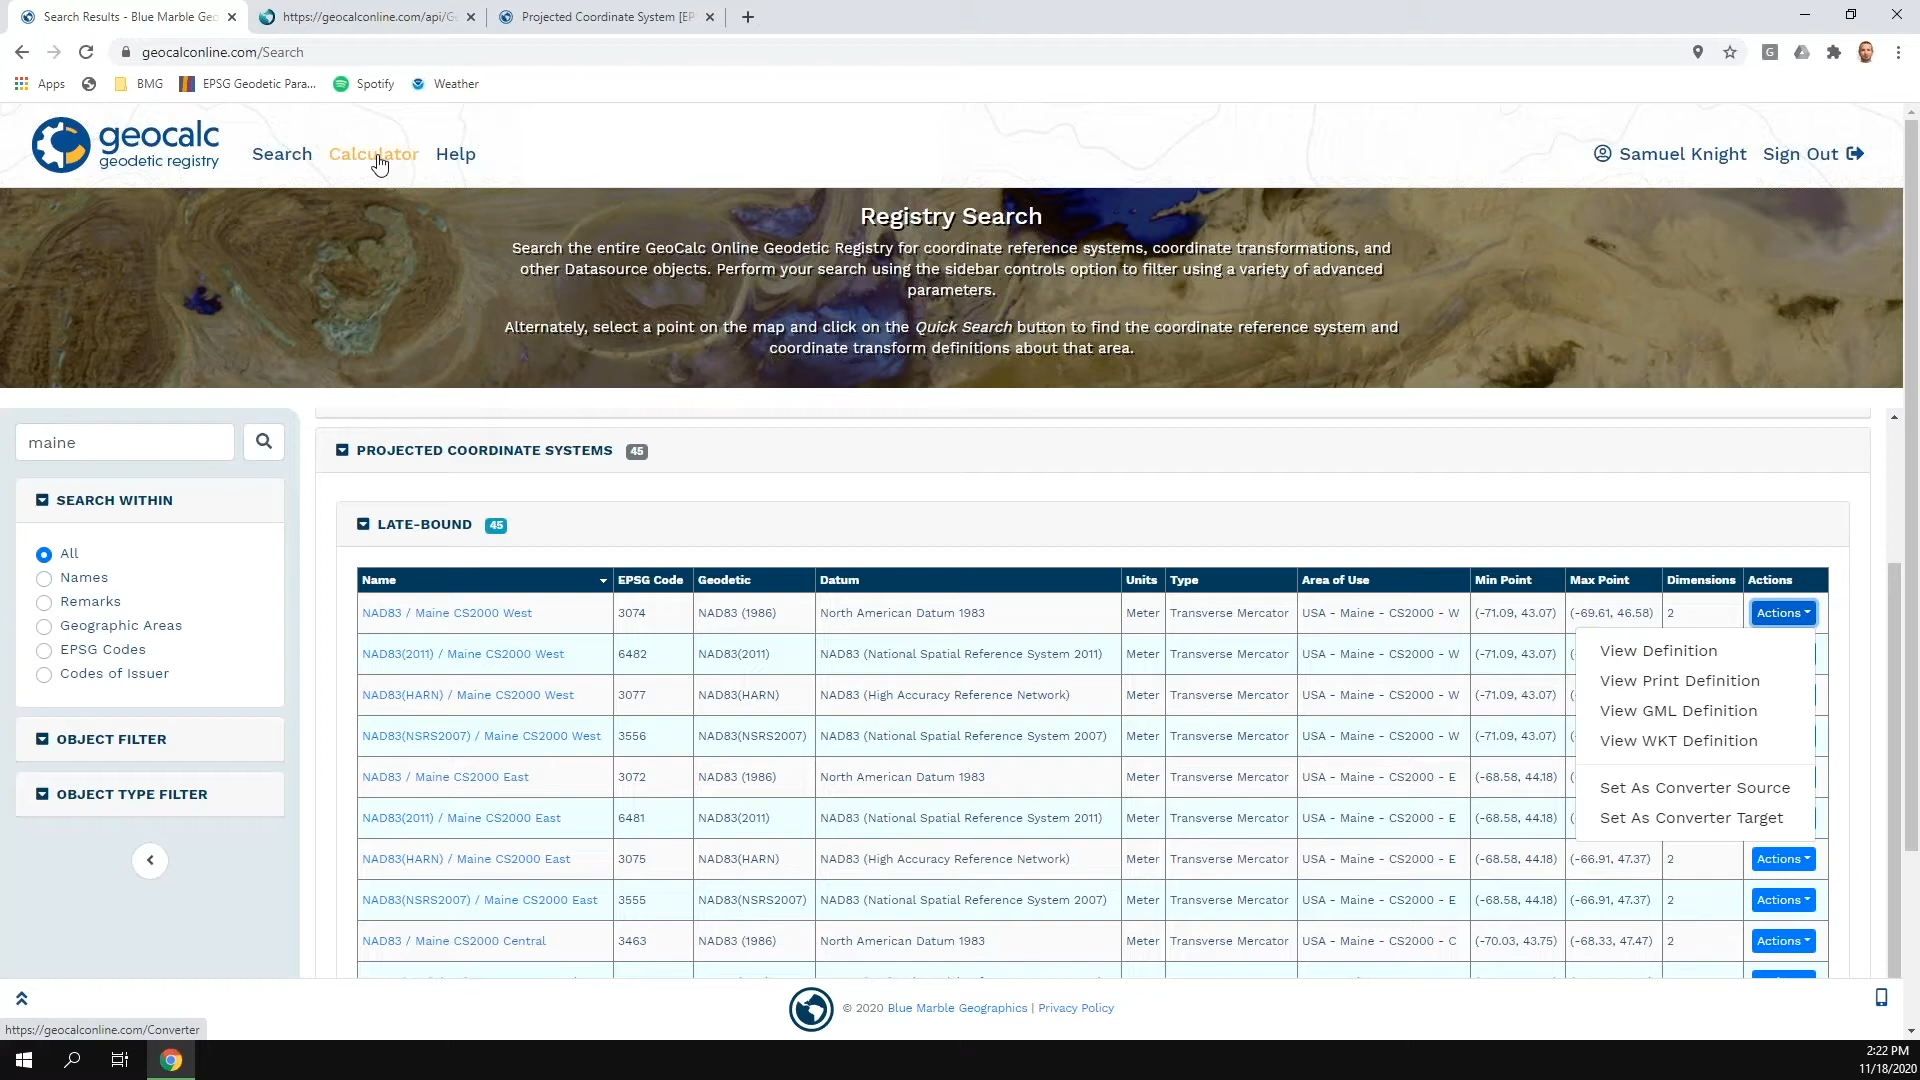 Search Results - Blue Marble Geo
https://geocalconline.com/api/G
Projected Coordinate System [EP
geocalconline.com/Search
Apps
BMG
EPSG Geodetic Para...
Spotify
Weather
geocalc
geodetic registry
Search
Calculator
Help
Samuel Knight
Sign Out
Registry Search
Search the entire GeoCalc Online Geodetic Registry for coordinate reference systems, coordinate transformations, and
other Datasource objects. Perform your search using the sidebar controls option to filter using a variety of advanced
parameters.
Alternately, select a point on the map and click on the Quick Search button to find the coordinate reference system and
coordinate transform definitions about that area.
maine
SEARCH WITHIN
All
Names
Remarks
Geographic Areas
EPSG Codes
Codes of Issuer
OBJECT FILTER
OBJECT TYPE FILTER
PROJECTED COORDINATE SYSTEMS 45
LATE-BOUND 45
Name EPSG Code Geodetic Datum Units Type Area of Use Min Point Max Point Dimensions Actions
NAD83 / Maine CS2000 West 3074 NAD83 (1986) North American Datum 1983 Meter Transverse Mercator USA - Maine - CS2000 - W (-71.09, 43.07) (-69.61, 46.58) 2 Actions
NAD83(2011) / Maine CS2000 West 6482 NAD83(2011) NAD83 (National Spatial Reference System 2011) Meter Transverse Mercator USA - Maine - CS2000 - W (-71.09, 43.07) (
NAD83(HARN) / Maine CS2000 West 3077 NAD83(HARN) NAD83 (High Accuracy Reference Network) Meter Transverse Mercator USA - Maine - CS2000 - W (-71.09, 43.07) (
NAD83(NSRS2007) / Maine CS2000 West 3556 NAD83(NSRS2007) NAD83 (National Spatial Reference System 2007) Meter Transverse Mercator USA - Maine - CS2000 - W (-71.09, 43.07) (
NAD83 / Maine CS2000 East 3072 NAD83 (1986) North American Datum 1983 Meter Transverse Mercator USA - Maine - CS2000 - E (-68.58, 44.18) (
NAD83(2011) / Maine CS2000 East 6481 NAD83(2011) NAD83 (National Spatial Reference System 2011) Meter Transverse Mercator USA - Maine - CS2000 - E (-68.58, 44.18) (
NAD83(HARN) / Maine CS2000 East 3075 NAD83(HARN) NAD83 (High Accuracy Reference Network) Meter Transverse Mercator USA - Maine - CS2000 - E (-68.58, 44.18) (-66.91, 47.37) 2 Actions
NAD83(NSRS2007) / Maine CS2000 East 3555 NAD83(NSRS2007) NAD83 (National Spatial Reference System 2007) Meter Transverse Mercator USA - Maine - CS2000 - E (-68.58, 44.18) (-66.91, 47.37) 2 Actions
NAD83 / Maine CS2000 Central 3463 NAD83 (1986) North American Datum 1983 Meter Transverse Mercator USA - Maine - CS2000 - C (-70.03, 43.75) (-68.33, 47.47) 2 Actions
View Definition
View Print Definition
View GML Definition
View WKT Definition
Set As Converter Source
Set As Converter Target
© 2020 Blue Marble Geographics | Privacy Policy
https://geocalconline.com/Converter
2:22 PM
11/18/2020